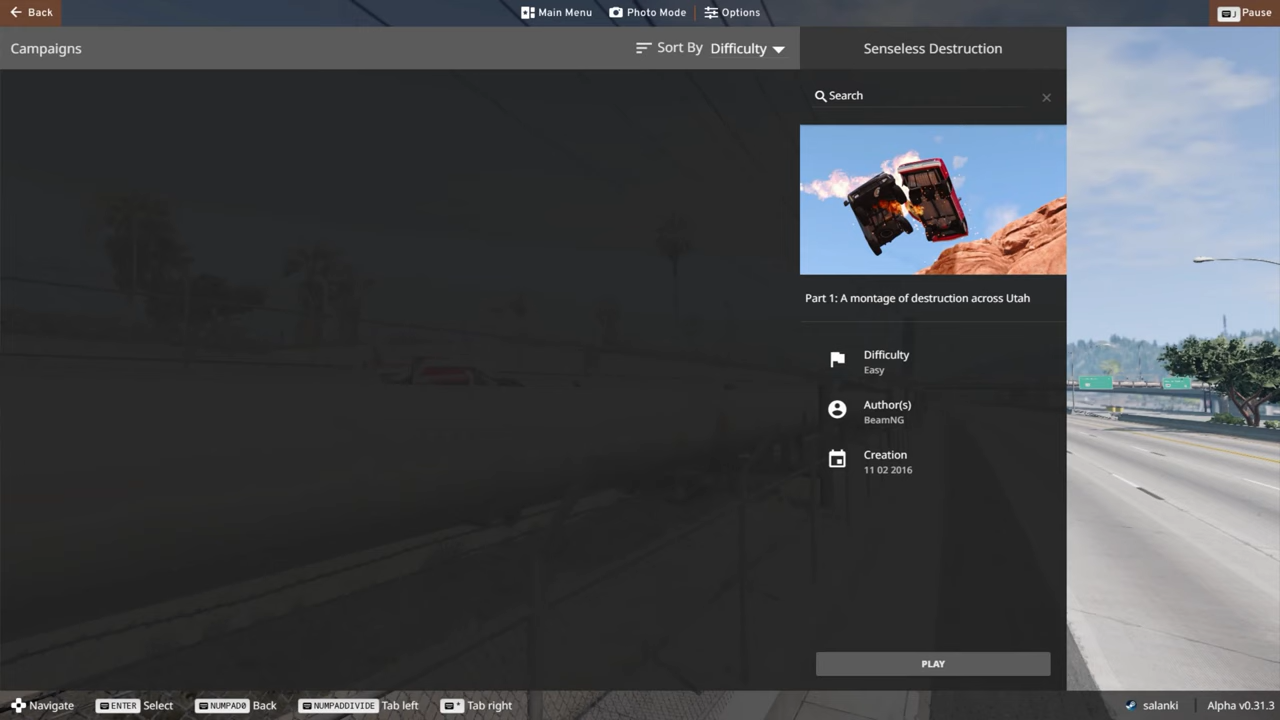 Back
Main Menu
Photo Mode
Options
J Pause
Campaigns
Sort By Difficulty
Senseless Destruction
Search
Part 1: A montage of destruction across Utah
Difficulty
Easy
Author(s)
BeamNG
Creation
11 02 2016
PLAY
Navigate
ENTER Select
NUMPAD0 Back
NUMPADDIVIDE Tab left
* Tab right
salanki
Alpha v0.31.3